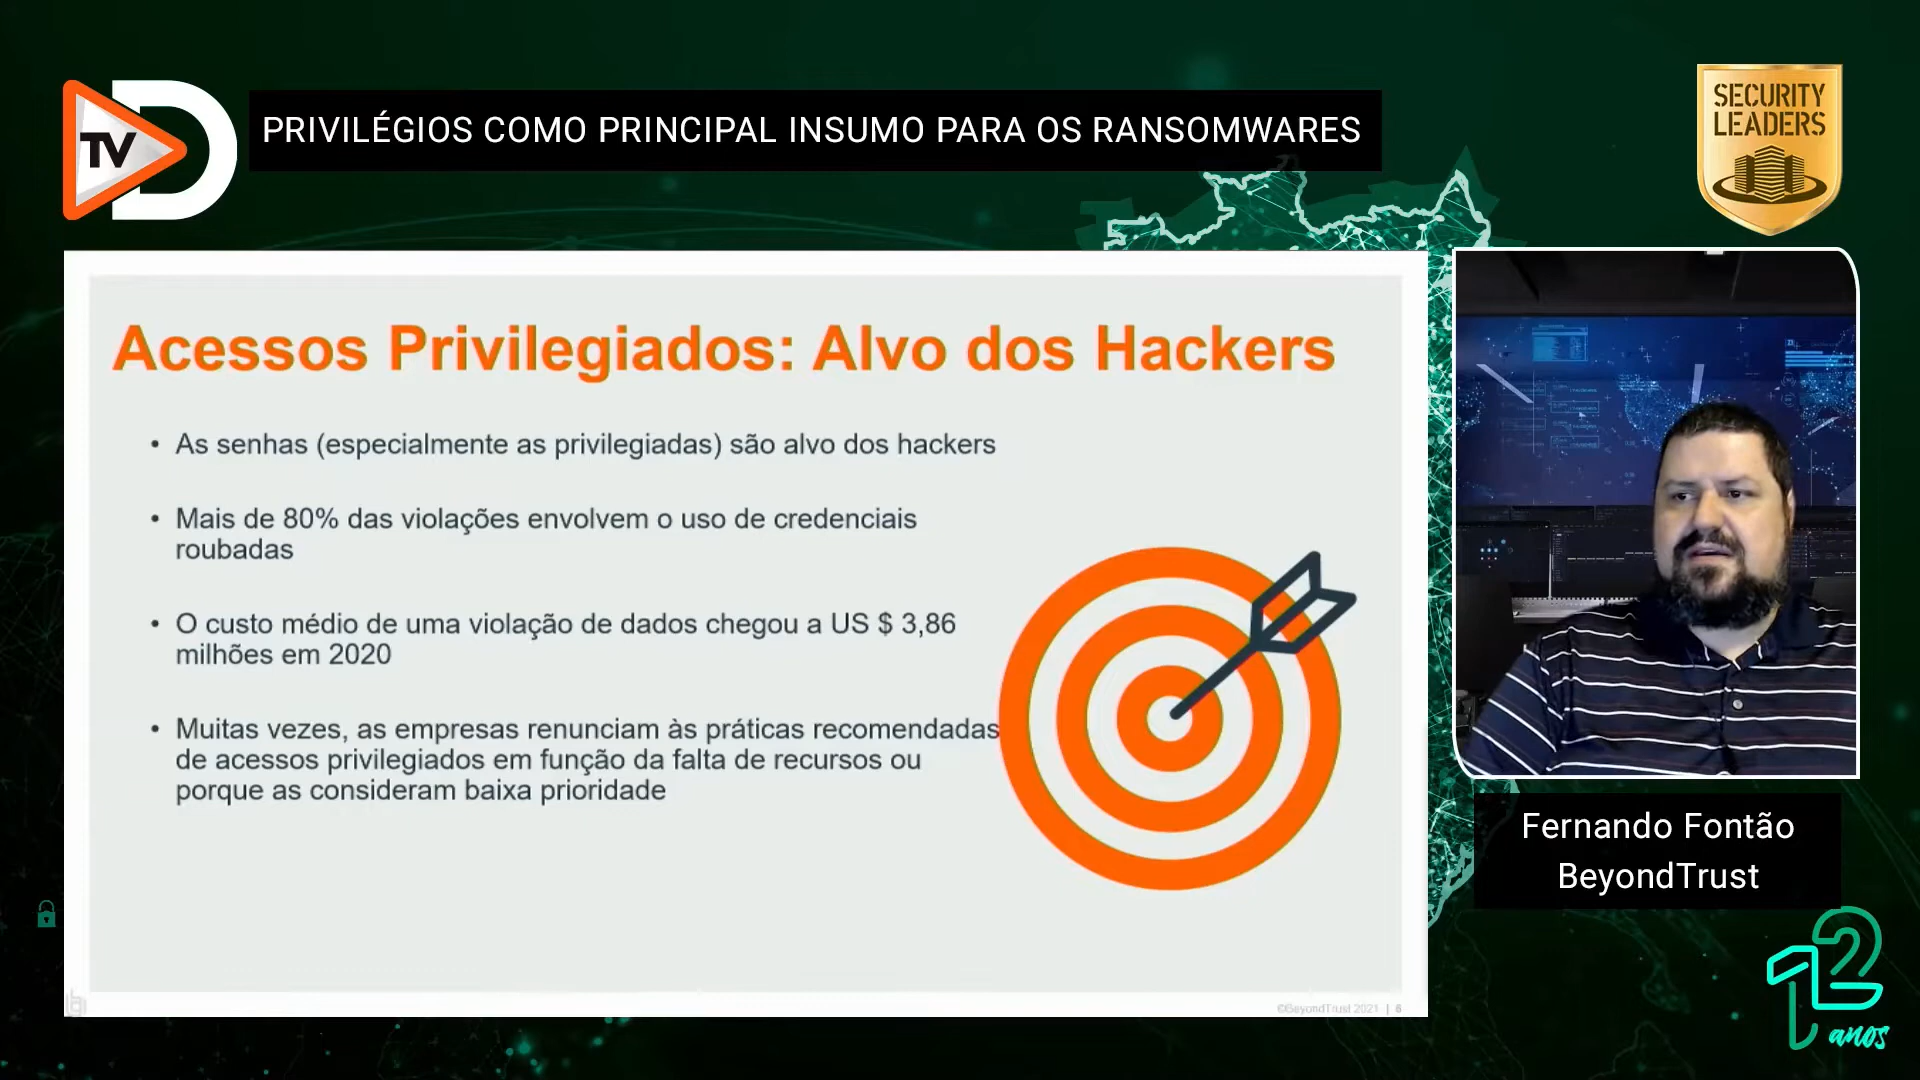 TV D
PRIVILÉGIOS COMO PRINCIPAL INSUMO PARA OS RANSOMWARES
SECURITY
LEADERS
Acessos Privilegiados: Alvo dos Hackers
• As senhas (especialmente as privilegiadas) são alvo dos hackers
• Mais de 80% das violações envolvem o uso de credenciais
roubadas
• O custo médio de uma violação de dados chegou a US $ 3,86
milhões em 2020
• Muitas vezes, as empresas renunciam às práticas recomendadas
de acessos privilegiados em função da falta de recursos ou
porque as consideram baixa prioridade
©BeyondTrust 2021 | 6
Fernando Fontão
BeyondTrust
12
anos